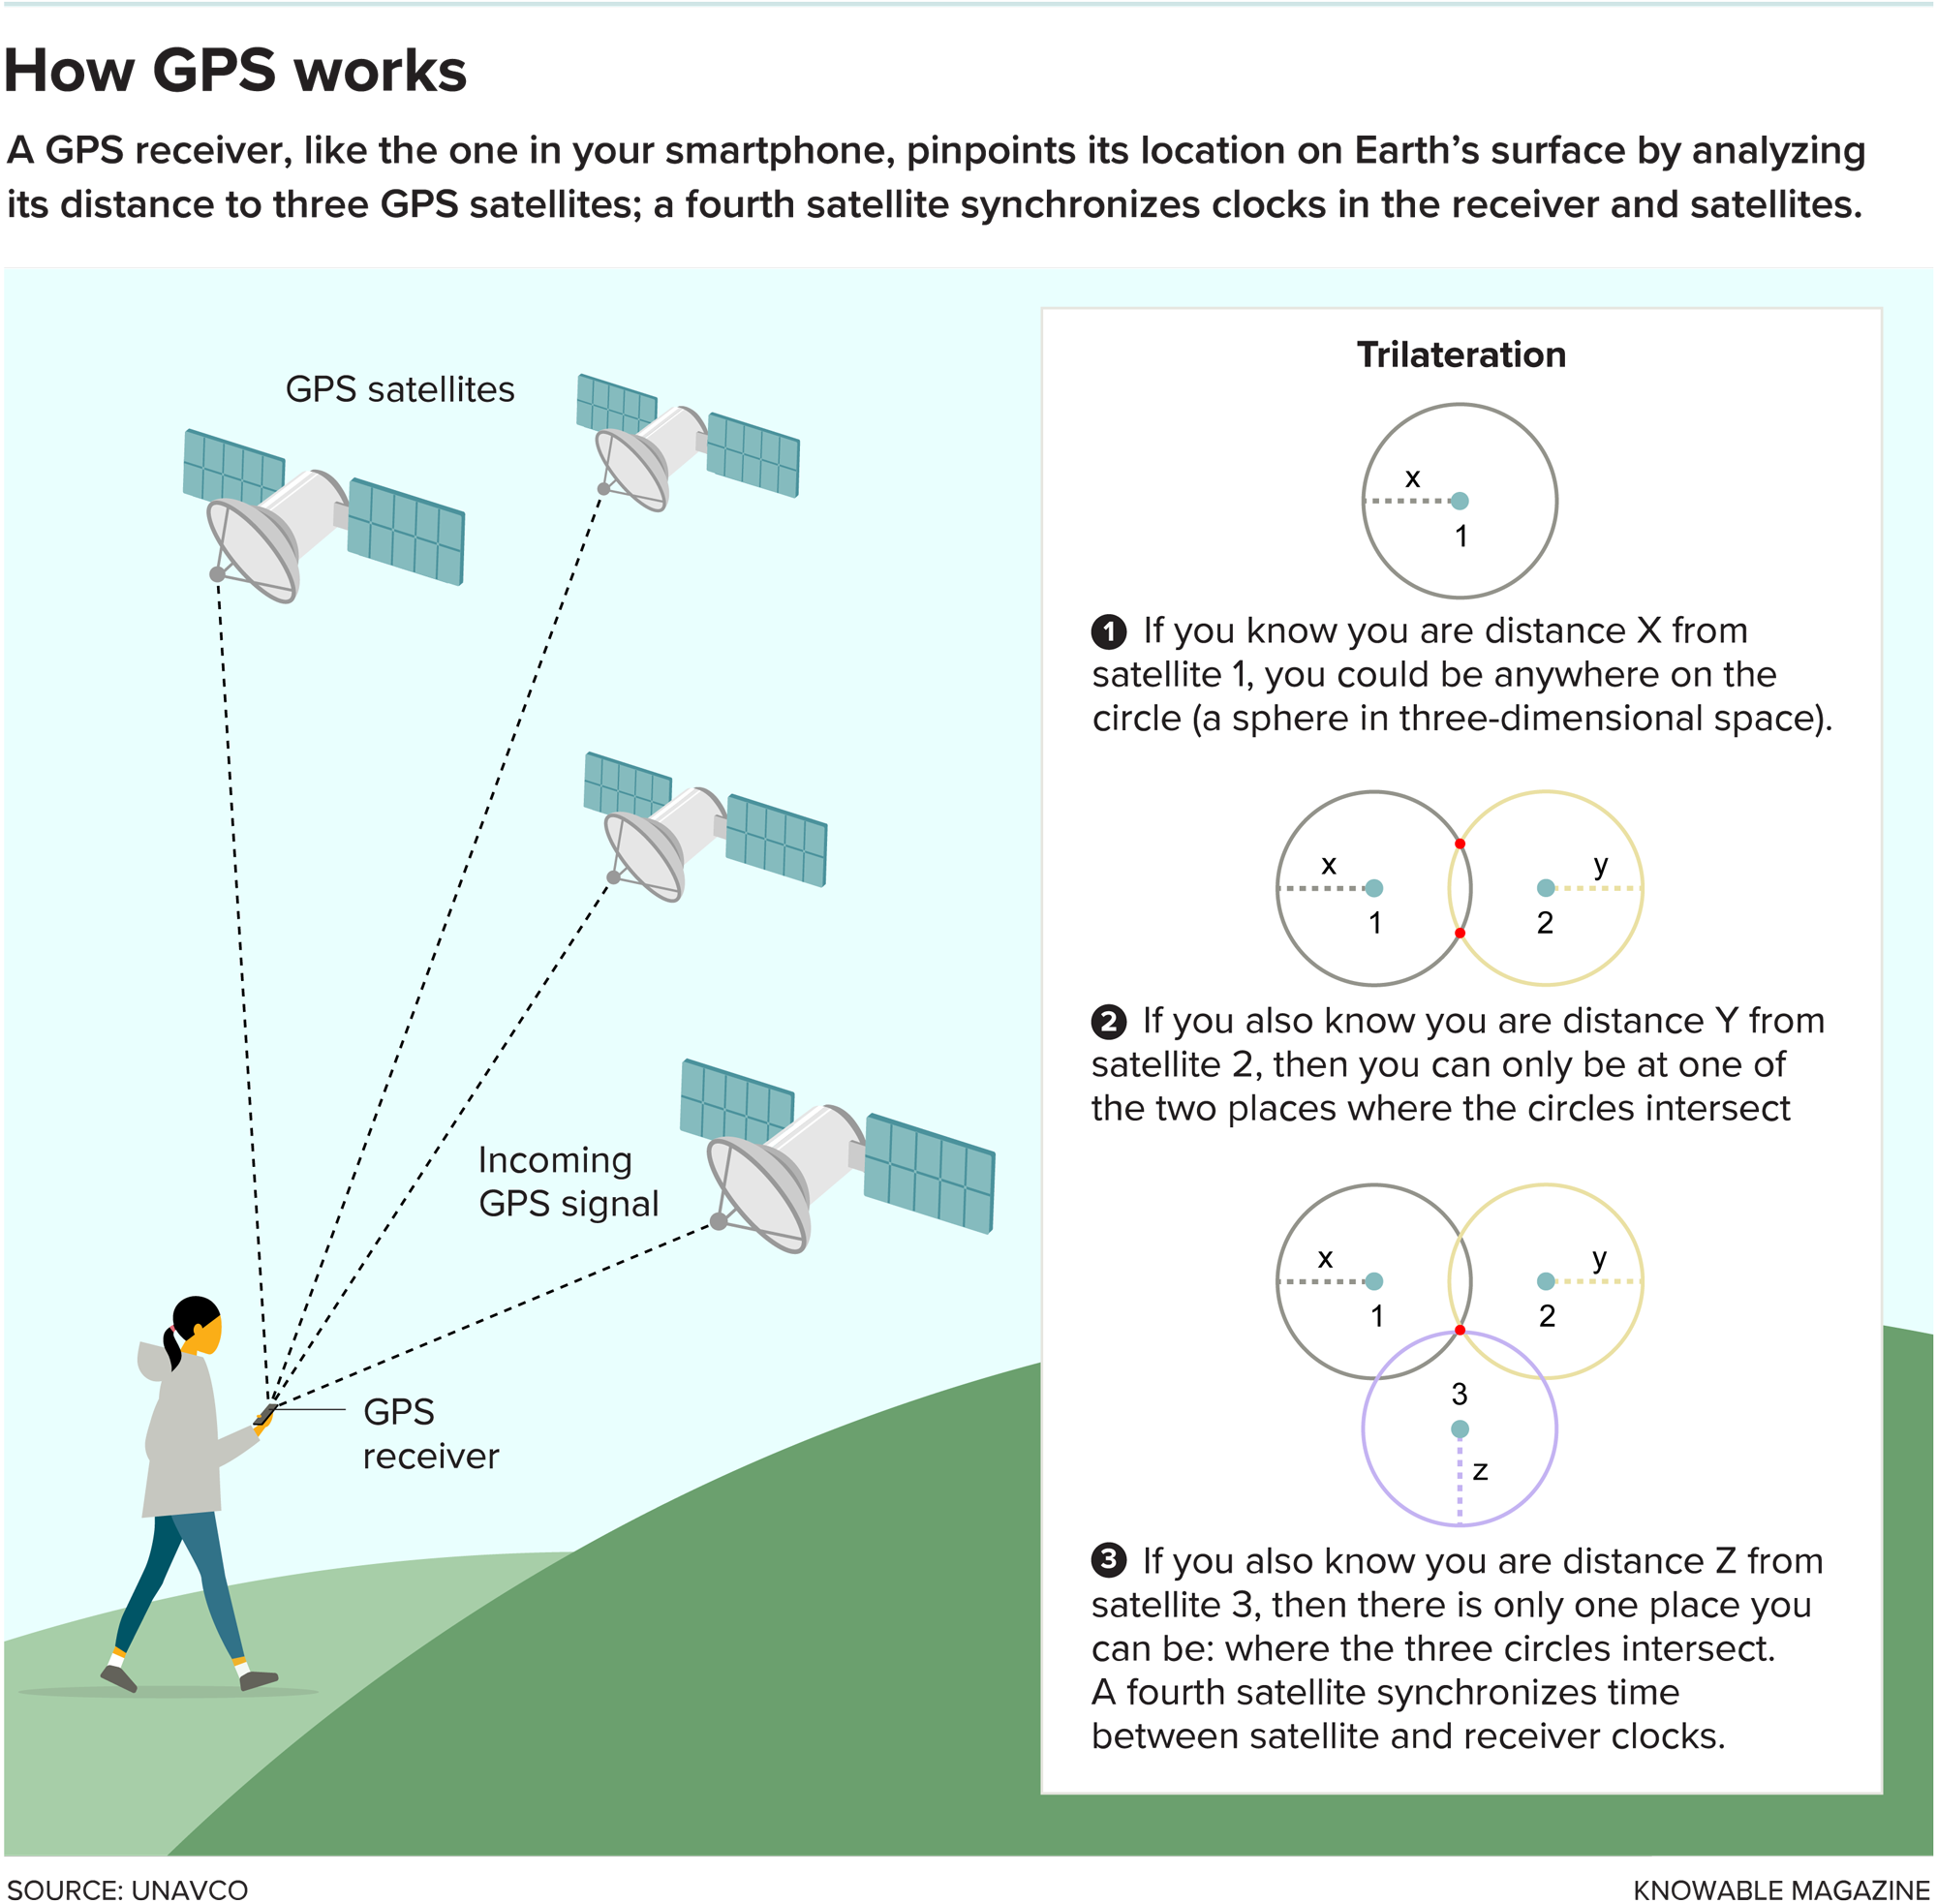 How GPS works
A GPS receiver, like the one in your smartphone, pinpoints its location on Earth’s surface by analyzing
its distance to three GPS satellites; a fourth satellite synchronizes clocks in the receiver and satellites.
GPS satellites
Incoming
GPS signal
GPS
receiver
Trilateration
x
1
1 If you know you are distance X from
satellite 1, you could be anywhere on the
circle (a sphere in three-dimensional space).
x
y
1
2
2 If you also know you are distance Y from
satellite 2, then you can only be at one of
the two places where the circles intersect
x
y
1
2
3
z
3 If you also know you are distance Z from
satellite 3, then there is only one place you
can be: where the three circles intersect.
A fourth satellite synchronizes time
between satellite and receiver clocks.
SOURCE: UNAVCO
KNOWABLE MAGAZINE